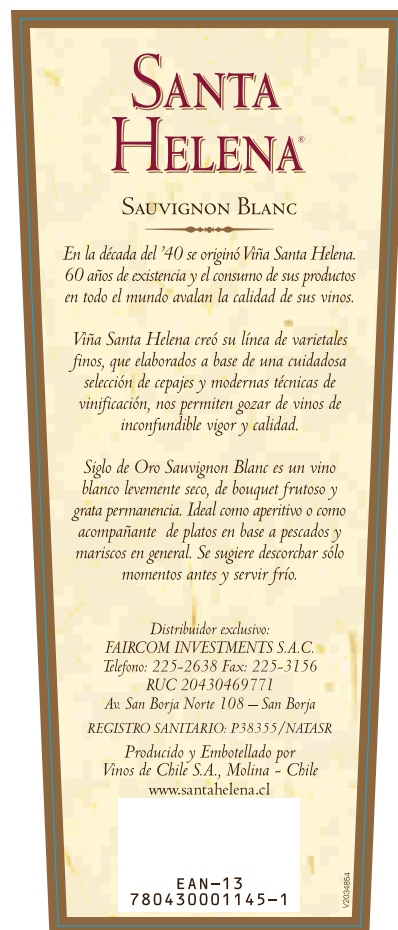 SANTA
HELENA®
SAUVIGNON BLANC
En la década del '40 se originó Viña Santa Helena.
60 años de existencia y el consumo de sus productos
en todo el mundo avalan la calidad de sus vinos.
Viña Santa Helena creó su línea de varietales
finos, que elaborados a base de una cuidadosa
selección de cepajes y modernas técnicas de
vinificación, nos permiten gozar de vinos de
inconfundible vigor y calidad.
Siglo de Oro Sauvignon Blanc es un vino
blanco levemente seco, de bouquet frutoso y
grata permanencia. Ideal como aperitivo o como
acompañante de platos en base a pescados y
mariscos en general. Se sugiere descorchar sólo
momentos antes y servir frío.
Distribuidor exclusivo:
FAIRCOM INVESTMENTS S.A.C.
Telefono: 225-2638 Fax: 225-3156
RUC 20430469771
Av. San Borja Norte 108 – San Borja
REGISTRO SANITARIO: P38355/NATASR
Producido y Embotellado por
Vinos de Chile S.A., Molina - Chile
www.santahelena.cl
EAN-13
780430001145-1
V2034854